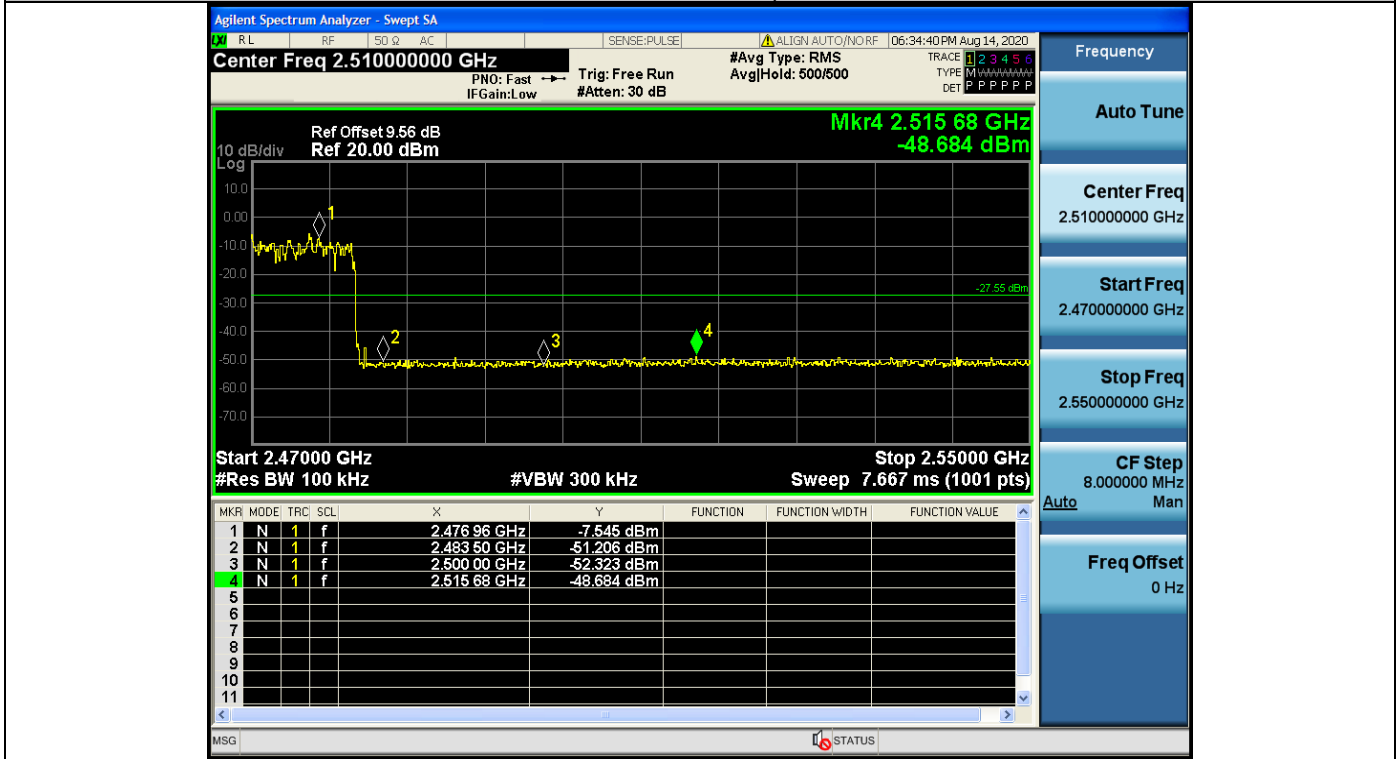 Agilent Spectrum Analyzer - Swept SA
LXI RL RF 50 Ω AC SENSE:PULSE ALIGN AUTO/NO RF 06:34:40 PM Aug 14, 2020
Center Freq 2.510000000 GHz
PNO: Fast
IFGain:Low
Trig: Free Run
#Atten: 30 dB
#Avg Type: RMS
Avg|Hold: 500/500
TRACE 1 2 3 4 5 6
TYPE M
DET P P P P P P
Mkr4 2.515 68 GHz
-48.684 dBm
Ref Offset 9.56 dB
Ref 20.00 dBm
10 dB/div
Log
10.0
0.00
-10.0
-20.0
-30.0
-40.0
-50.0
-60.0
-70.0
1
2
3
4
-27.55 dBm
Start 2.47000 GHz
Stop 2.55000 GHz
#Res BW 100 kHz
#VBW 300 kHz
Sweep 7.667 ms (1001 pts)
MKR MODE TRC SCL X Y FUNCTION FUNCTION WIDTH FUNCTION VALUE
1 N 1 f 2.476 96 GHz -7.545 dBm
2 N 1 f 2.483 50 GHz -51.206 dBm
3 N 1 f 2.500 00 GHz -52.323 dBm
4 N 1 f 2.515 68 GHz -48.684 dBm
5
6
7
8
9
10
11
MSG
STATUS
Frequency
Auto Tune
Center Freq
2.510000000 GHz
Start Freq
2.470000000 GHz
Stop Freq
2.550000000 GHz
CF Step
8.000000 MHz
Auto Man
Freq Offset
0 Hz